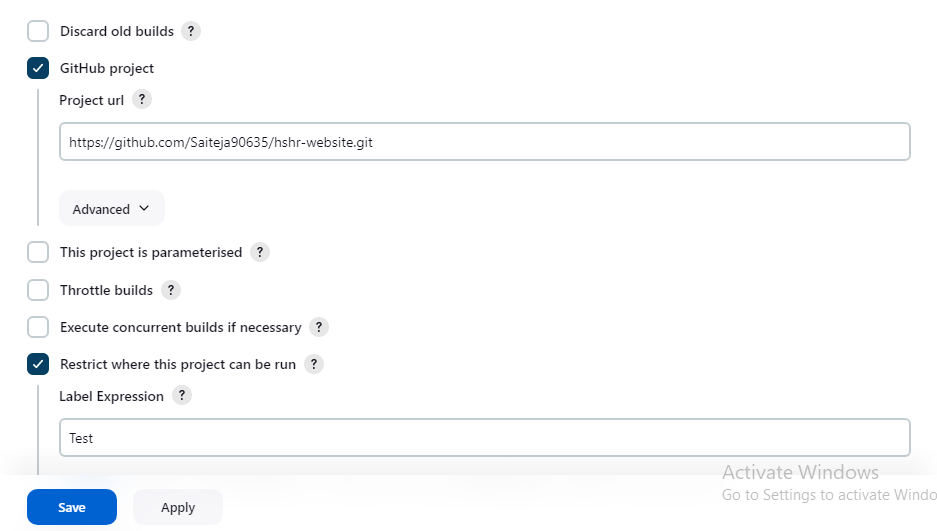 Discard old builds ?
GitHub project
Project url ?
https://github.com/Saiteja90635/hshr-website.git
Advanced
This project is parameterised ?
Throttle builds ?
Execute concurrent builds if necessary ?
Restrict where this project can be run ?
Label Expression ?
Test
Activate Windows
Go to Settings to activate Windo
Save Apply